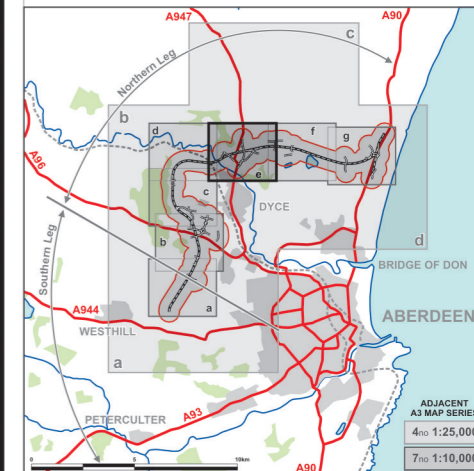 A947
A90
c
Northern Leg
b
d
f
g
A96
e
c
DYCE
b
d
Southern Leg
BRIDGE OF DON
a
A944
ABERDEEN
WESTHILL
a
ADJACENT
A3 MAP SERIES
PETERCULTER
A93
4no 1:25,000
0 5 10km
7no 1:10,000
A90